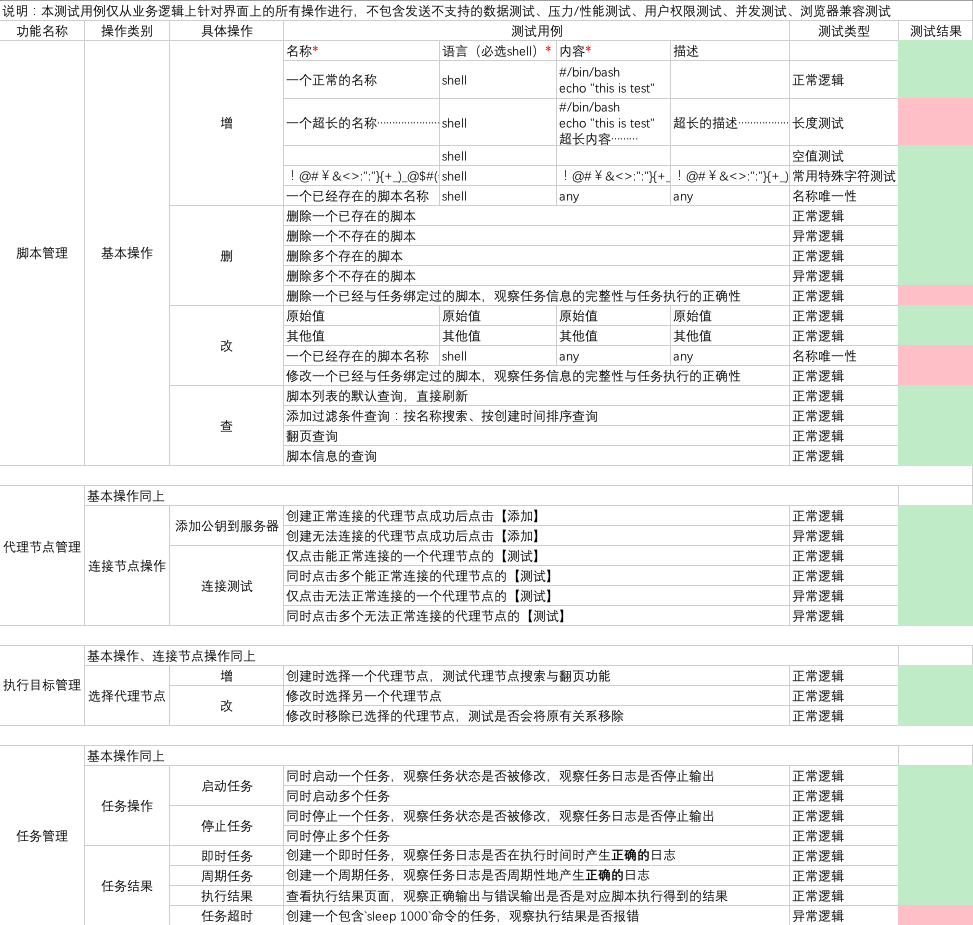 说明：本测试用例仅从业务逻辑上针对界面上的所有操作进行，不包含发送不支持的数据测试、压力/性能测试、用户权限测试、并发测试、浏览器兼容测试
功能名称 操作类别 具体操作 测试用例 测试类型 测试结果
脚本管理 基本操作 增 名称* 语言（必选shell）* 内容* 描述
一个正常的名称 shell #/bin/bash
echo "this is test" 正常逻辑
一个超长的名称………………… shell #/bin/bash
echo "this is test"
超长内容……… 超长的描述……………… 长度测试
shell 空值测试
！@#￥&<>:":"}{+_)_@$#( shell ！@#￥&<>:":"}{+_ ！@#￥&<>:":"}{+_) 常用特殊字符测试
一个已经存在的脚本名称 shell any any 名称唯一性
删 删除一个已存在的脚本 正常逻辑
删除一个不存在的脚本 异常逻辑
删除多个存在的脚本 正常逻辑
删除多个不存在的脚本 异常逻辑
删除一个已经与任务绑定过的脚本，观察任务信息的完整性与任务执行的正确性 正常逻辑
改 原始值 原始值 原始值 原始值 正常逻辑
其他值 其他值 其他值 其他值 正常逻辑
一个已经存在的脚本名称 shell any any 名称唯一性
修改一个已经与任务绑定过的脚本，观察任务信息的完整性与任务执行的正确性 正常逻辑
查 脚本列表的默认查询，直接刷新 正常逻辑
添加过滤条件查询：按名称搜索、按创建时间排序查询 正常逻辑
翻页查询 正常逻辑
脚本信息的查询 正常逻辑
代理节点管理 基本操作同上
连接节点操作 添加公钥到服务器 创建正常连接的代理节点成功后点击【添加】 正常逻辑
创建无法连接的代理节点成功后点击【添加】 异常逻辑
连接测试 仅点击能正常连接的一个代理节点的【测试】 正常逻辑
同时点击多个能正常连接的代理节点的【测试】 正常逻辑
仅点击无法正常连接的一个代理节点的【测试】 异常逻辑
同时点击多个无法正常连接的代理节点的【测试】 异常逻辑
执行目标管理 基本操作、连接节点操作同上
选择代理节点 增 创建时选择一个代理节点，测试代理节点搜索与翻页功能 正常逻辑
改 修改时选择另一个代理节点 正常逻辑
修改时移除已选择的代理节点，测试是否会将原有关系移除 正常逻辑
任务管理 基本操作同上
任务操作 启动任务 同时启动一个任务，观察任务状态是否被修改，观察任务日志是否停止输出 正常逻辑
同时启动多个任务 正常逻辑
停止任务 同时停止一个任务，观察任务状态是否被修改，观察任务日志是否停止输出 正常逻辑
同时停止多个任务 正常逻辑
任务结果 即时任务 创建一个即时任务，观察任务日志是否在执行时间时产生正确的日志 正常逻辑
周期任务 创建一个周期任务，观察任务日志是否周期性地产生正确的日志 正常逻辑
执行结果 查看执行结果页面，观察正确输出与错误输出是否是对应脚本执行得到的结果 正常逻辑
任务超时 创建一个包含`sleep 1000`命令的任务，观察执行结果是否报错 异常逻辑